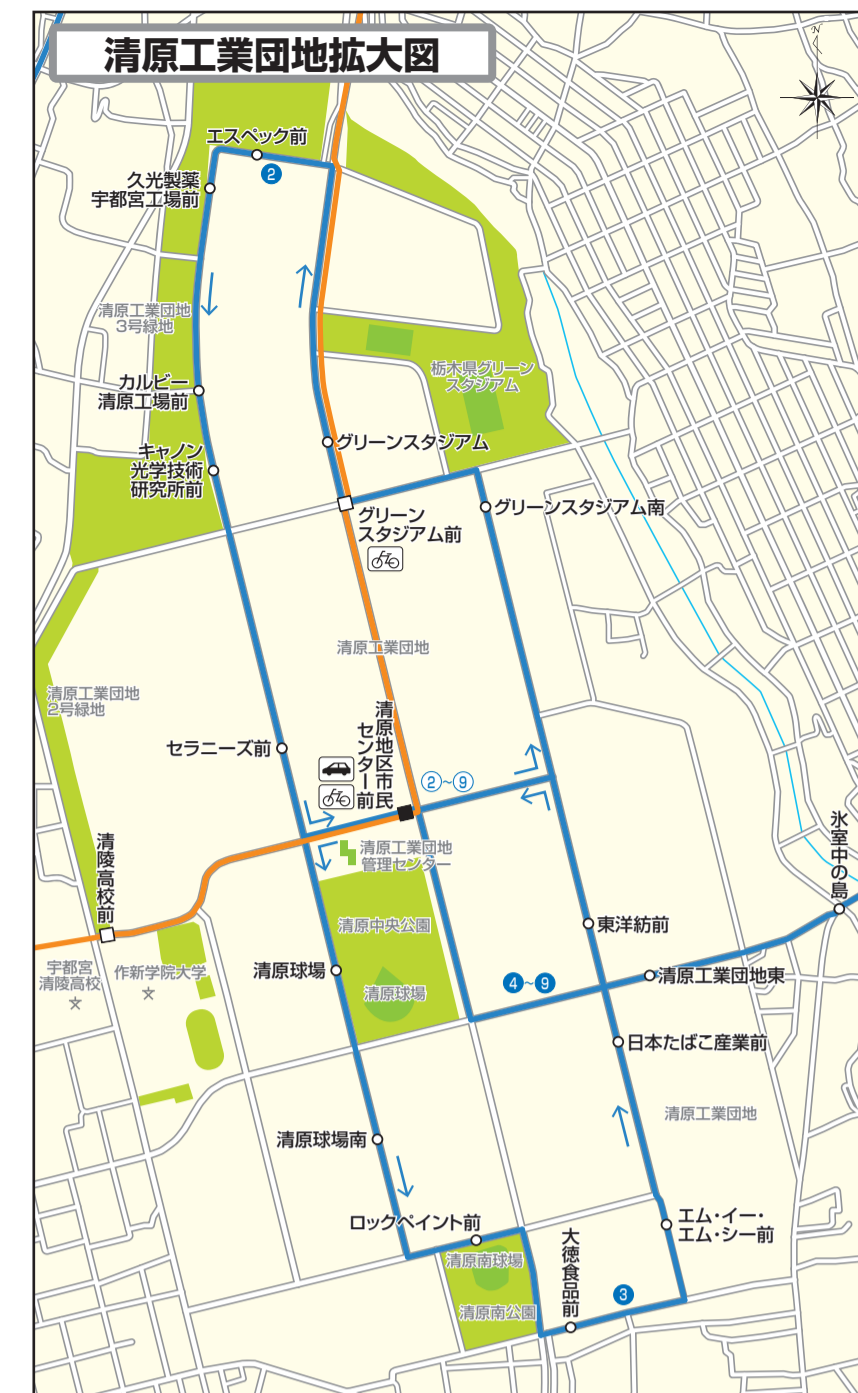 清原工業団地拡大図
N
エスペック前
2
久光製薬
宇都宮工場前
清原工業団地
3号緑地
栃木県グリーン
スタジアム
カルビー
清原工場前
グリーンスタジアム
キャノン
光学技術
研究所前
グリーンスタジアム南
グリーン
スタジアム前
清原工業団地
清原工業団地
2号緑地
セラニーズ前
清原地区市民
センター前
②~⑨
氷室中の島
清陵高校前
清原工業団地
管理センター
清原中央公園
東洋紡前
宇都宮
清陵高校
作新学院大学
清原球場
清原球場
4~9
清原工業団地東
日本たばこ産業前
清原工業団地
清原球場南
ロックペイント前
エム・イー・
エム・シー前
大徳食品前
清原南球場
3
清原南公園